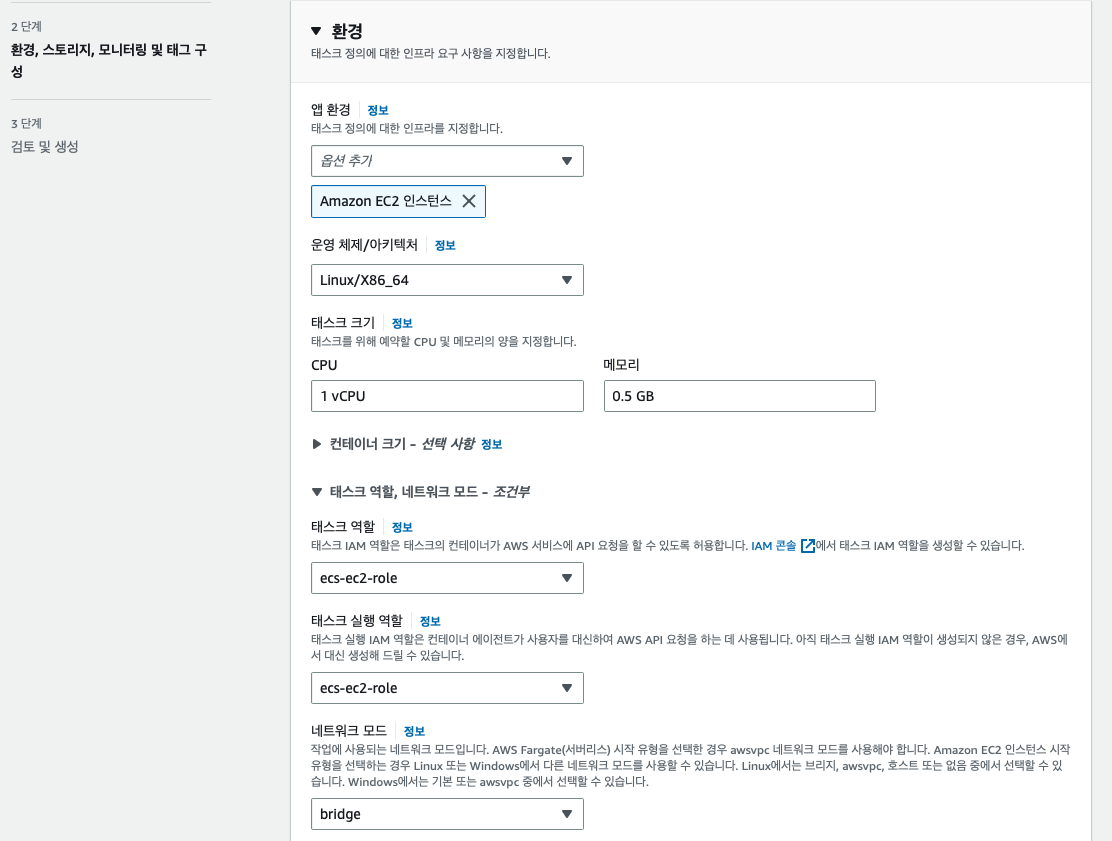 2 단계
환경, 스토리지, 모니터링 및 태그 구
성
3 단계
검토 및 생성
환경
태스크 정의에 대한 인프라 요구 사항을 지정합니다.
앱 환경 정보
태스크 정의에 대한 인프라를 지정합니다.
옵션 추가
Amazon EC2 인스턴스
운영 체제/아키텍처 정보
Linux/X86_64
태스크 크기 정보
태스크를 위해 예약할 CPU 및 메모리의 양을 지정합니다.
CPU 메모리
1 vCPU 0.5 GB
컨테이너 크기 - 선택 사항 정보
태스크 역할, 네트워크 모드 - 조건부
태스크 역할 정보
태스크 IAM 역할은 태스크의 컨테이너가 AWS 서비스에 API 요청을 할 수 있도록 허용합니다. IAM 콘솔 에서 태스크 IAM 역할을 생성할 수 있습니다.
ecs-ec2-role
태스크 실행 역할 정보
태스크 실행 IAM 역할은 컨테이너 에이전트가 사용자를 대신하여 AWS API 요청을 하는 데 사용됩니다. 아직 태스크 실행 IAM 역할이 생성되지 않은 경우, AWS에
서 대신 생성해 드릴 수 있습니다.
ecs-ec2-role
네트워크 모드 정보
작업에 사용되는 네트워크 모드입니다. AWS Fargate(서버리스) 시작 유형을 선택한 경우 awsvpc 네트워크 모드를 사용해야 합니다. Amazon EC2 인스턴스 시작
유형을 선택하는 경우 Linux 또는 Windows에서 다른 네트워크 모드를 사용할 수 있습니다. Linux에서는 브리지, awsvpc, 호스트 또는 없음 중에서 선택할 수 있
습니다. Windows에서는 기본 또는 awsvpc 중에서 선택할 수 있습니다.
bridge